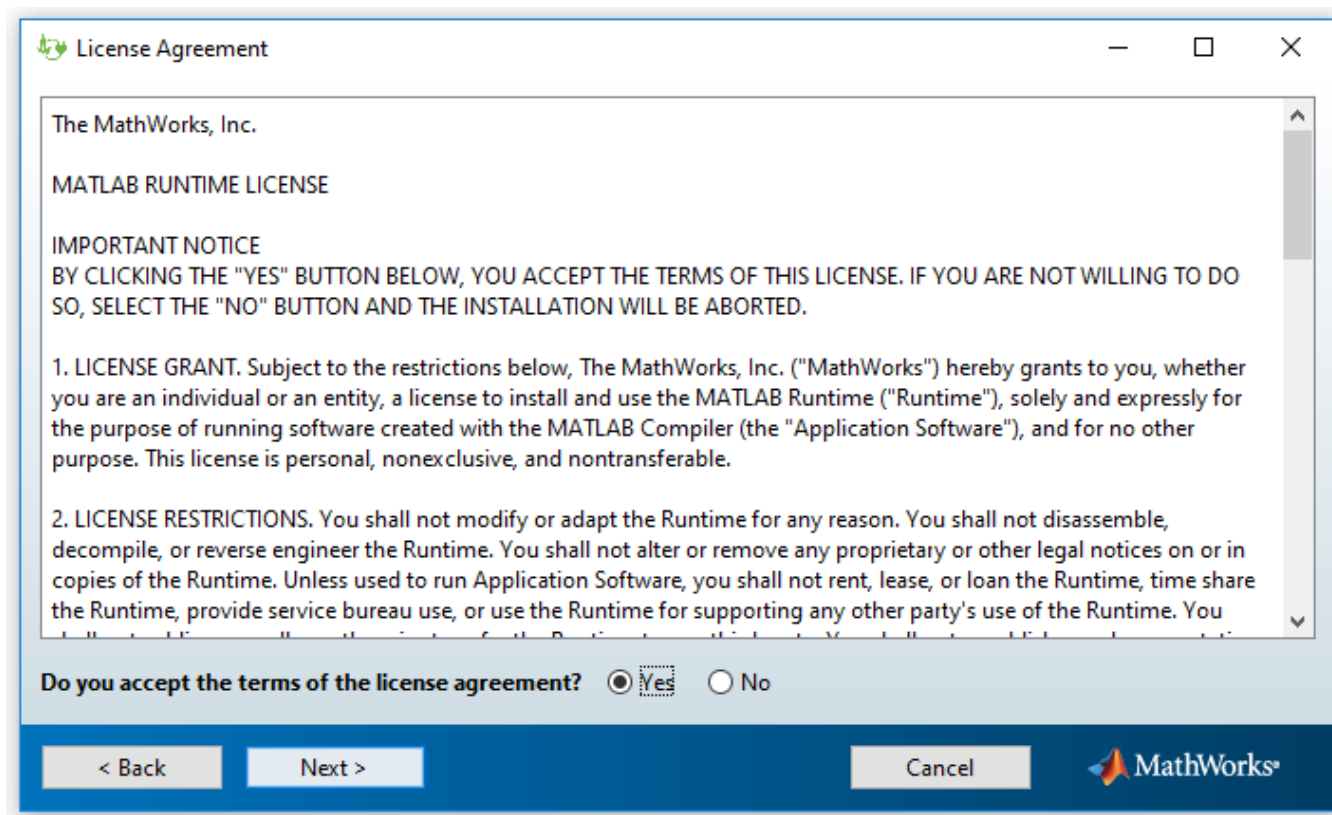 License Agreement
The MathWorks, Inc.
MATLAB RUNTIME LICENSE
IMPORTANT NOTICE
BY CLICKING THE "YES" BUTTON BELOW, YOU ACCEPT THE TERMS OF THIS LICENSE. IF YOU ARE NOT WILLING TO DO
SO, SELECT THE "NO" BUTTON AND THE INSTALLATION WILL BE ABORTED.
1. LICENSE GRANT. Subject to the restrictions below, The MathWorks, Inc. ("MathWorks") hereby grants to you, whether
you are an individual or an entity, a license to install and use the MATLAB Runtime ("Runtime"), solely and expressly for
the purpose of running software created with the MATLAB Compiler (the "Application Software"), and for no other
purpose. This license is personal, nonexclusive, and nontransferable.
2. LICENSE RESTRICTIONS. You shall not modify or adapt the Runtime for any reason. You shall not disassemble,
decompile, or reverse engineer the Runtime. You shall not alter or remove any proprietary or other legal notices on or in
copies of the Runtime. Unless used to run Application Software, you shall not rent, lease, or loan the Runtime, time share
the Runtime, provide service bureau use, or use the Runtime for supporting any other party's use of the Runtime. You
Do you accept the terms of the license agreement? Yes No
< Back Next > Cancel MathWorks®